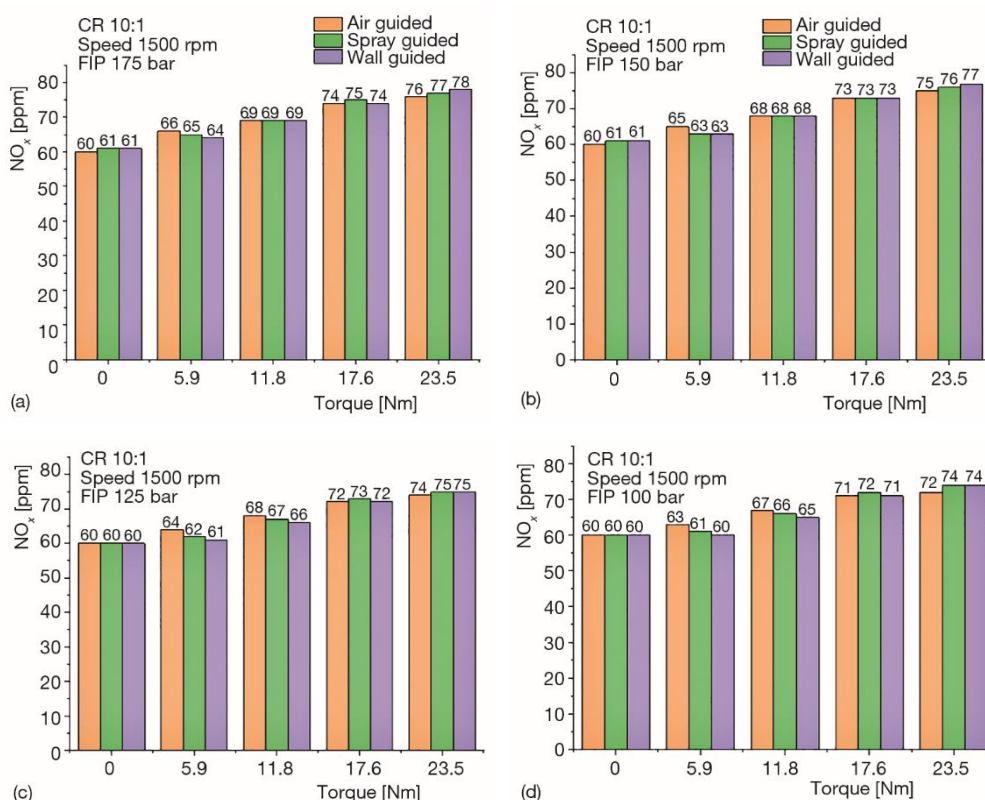 CR 10:1
Speed 1500 rpm
FIP 175 bar
Air guided
Spray guided
Wall guided
NOx [ppm]
80
70
60
50
40
30
20
10
0
60 61 61
66 65 64
69 69 69
74 75 74
76 77 78
0 5.9 11.8 17.6 23.5
Torque [Nm]
(a)
CR 10:1
Speed 1500 rpm
FIP 150 bar
Air guided
Spray guided
Wall guided
NOx [ppm]
80
70
60
50
40
30
20
10
0
60 61 61
65 63 63
68 68 68
73 73 73
75 76 77
0 5.9 11.8 17.6 23.5
Torque [Nm]
(b)
CR 10:1
Speed 1500 rpm
FIP 125 bar
NOx [ppm]
80
70
60
50
40
30
20
10
0
60 60 60
64 62 61
68 67 66
72 73 72
74 75 75
0 5.9 11.8 17.6 23.5
Torque [Nm]
(c)
CR 10:1
Speed 1500 rpm
FIP 100 bar
NOx [ppm]
80
70
60
50
40
30
20
10
0
60 60 60
63 61 60
67 66 65
71 72 71
72 74 74
0 5.9 11.8 17.6 23.5
Torque [Nm]
(d)